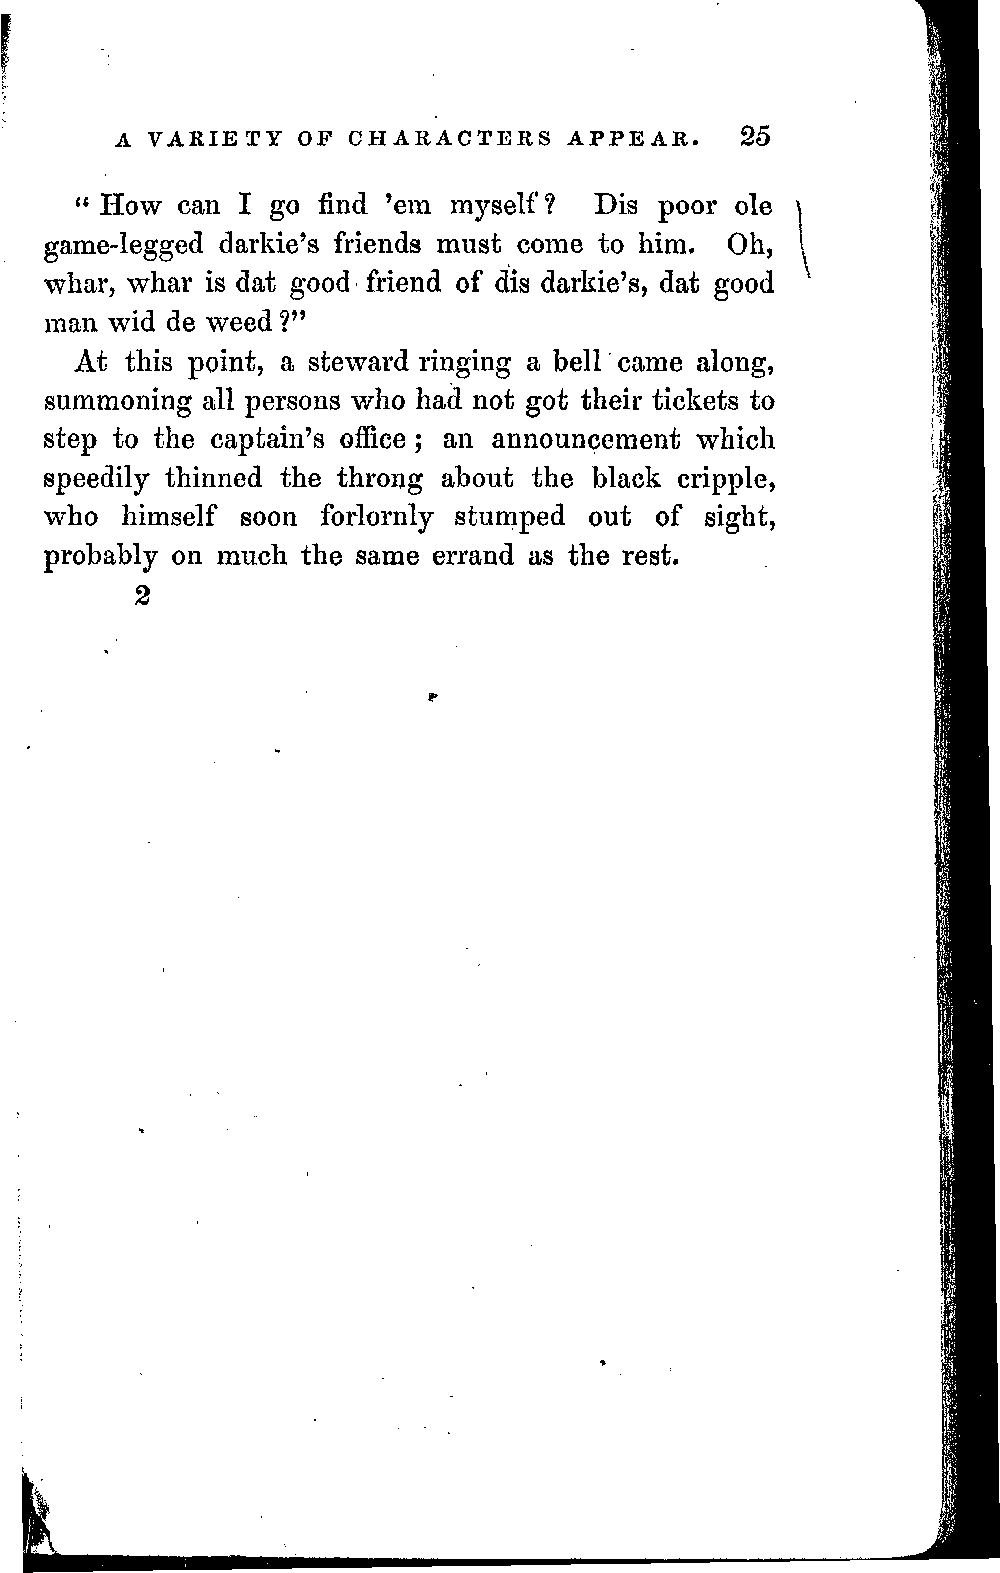 A VARIETY OF CHARACTERS APPEAR. 25
“ How can I go find ’em myself? Dis poor ole
game-legged darkie’s friends must come to him. Oh,
whar, whar is dat good friend of dis darkie’s, dat good
man wid de weed ?”
At this point, a steward ringing a bell came along,
summoning all persons who had not got their tickets to
step to the captain’s office ; an announcement which
speedily thinned the throng about the black cripple,
who himself soon forlornly stumped out of sight,
probably on much the same errand as the rest.
2